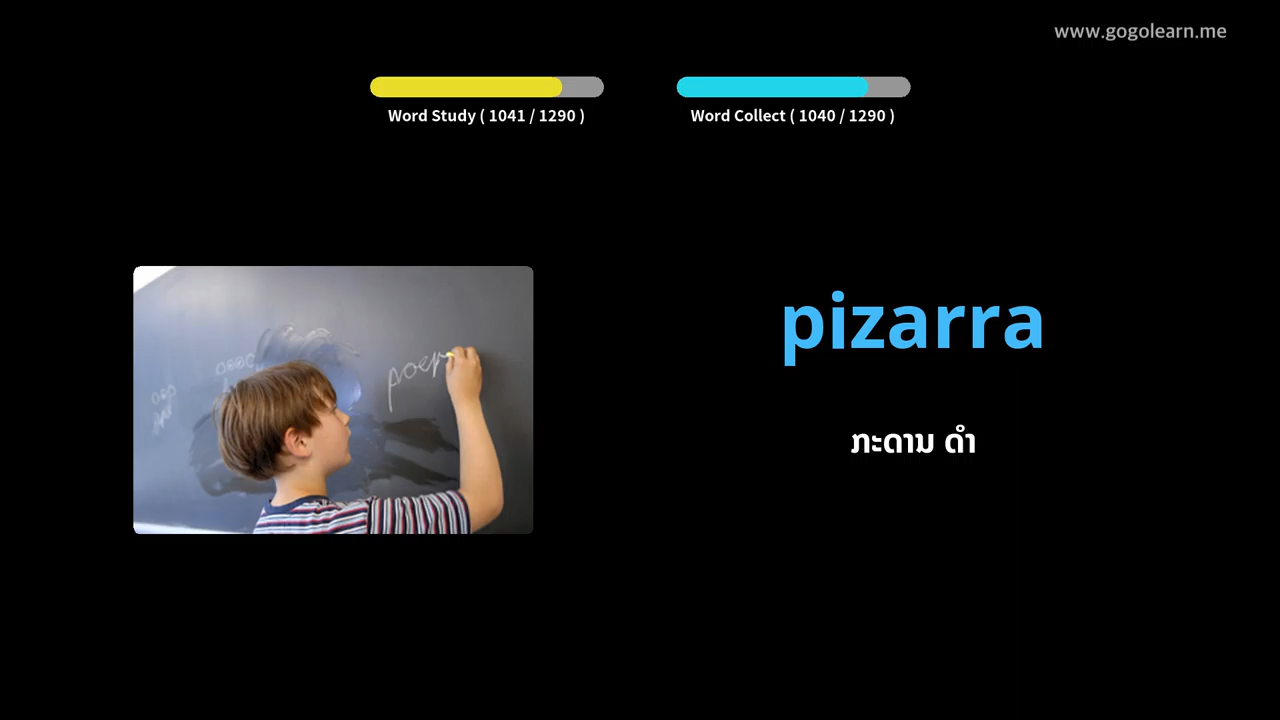 www.gogolearn.me
Word Study ( 1041 / 1290 )
Word Collect ( 1040 / 1290 )
poer
pizarra
ກະດານ ດຳ